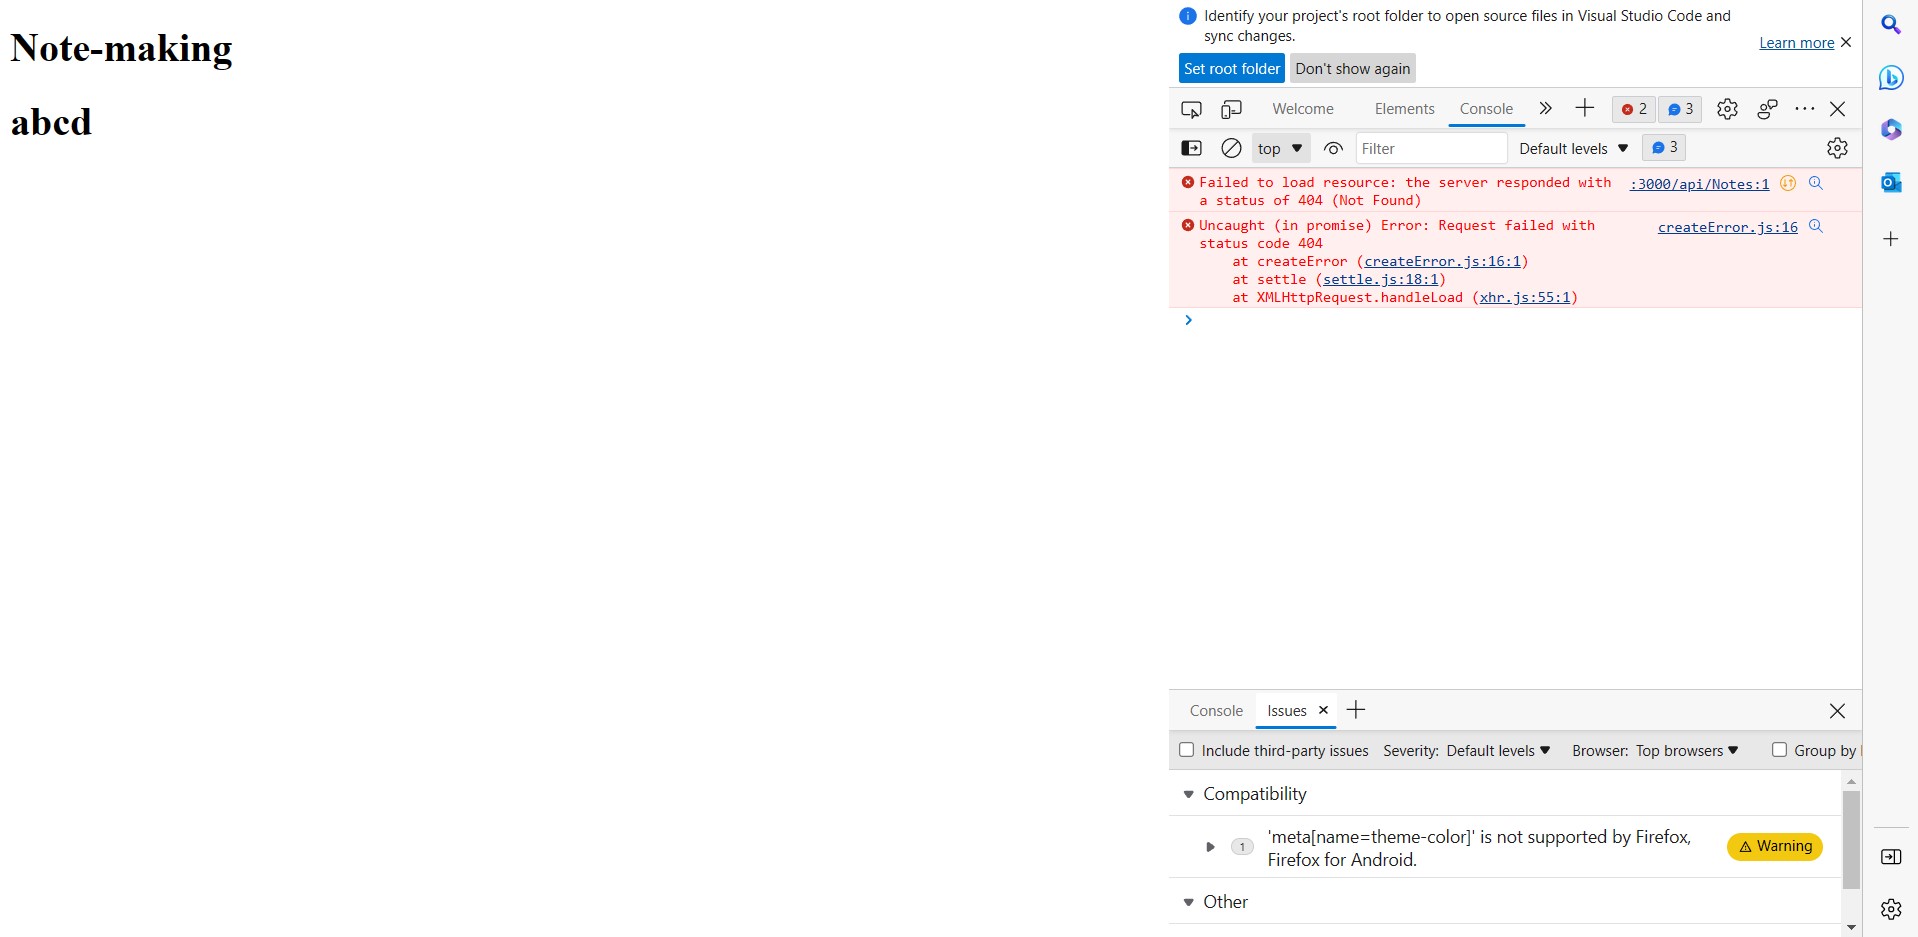 Note-making
abcd
Identify your project's root folder to open source files in Visual Studio Code and
sync changes.
Learn more
Set root folder Don't show again
Welcome Elements Console 2 3
top Filter Default levels 3
Failed to load resource: the server responded with :3000/api/Notes:1
a status of 404 (Not Found)
Uncaught (in promise) Error: Request failed with createError.js:16
status code 404
at createError (createError.js:16:1)
at settle (settle.js:18:1)
at XMLHttpRequest.handleLoad (xhr.js:55:1)
Console Issues
Include third-party issues Severity: Default levels Browser: Top browsers Group by
Compatibility
1 'meta[name=theme-color]' is not supported by Firefox, Warning
Firefox for Android.
Other